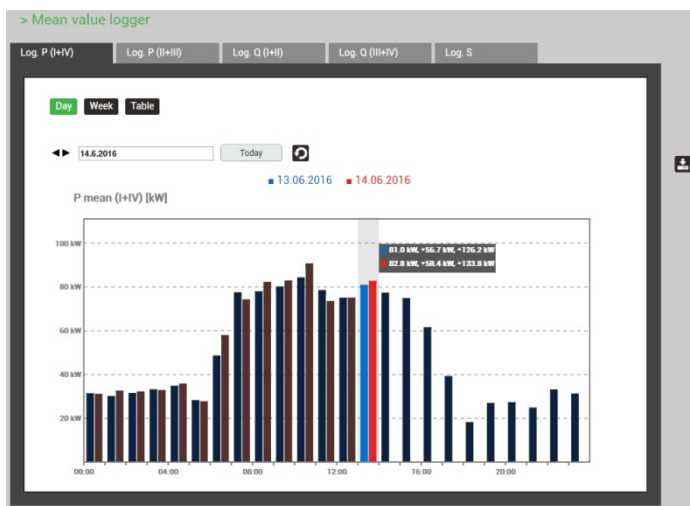 > Mean value logger
Log. P (I+IV) Log. P (II+III) Log. Q (I+II) Log. Q (III+IV) Log. S
Day Week Table
14.6.2016 Today
13.06.2016 14.06.2016
P mean (I+IV) [kW]
100 kW
81.0 kW, 56.7 kW, 126.2 kW
82.8 kW, 58.4 kW, 133.8 kW
80 kW
60 kW
40 kW
20 kW
00:00 04:00 08:00 12:00 16:00 20:00